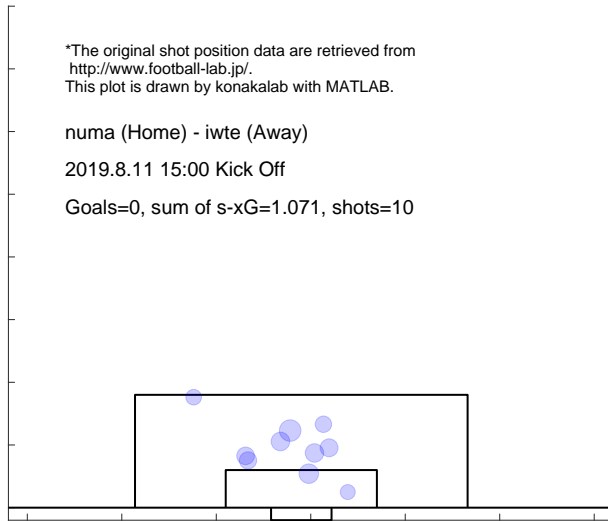 *The original shot position data are retrieved from
http://www.football-lab.jp/.
This plot is drawn by konakalab with MATLAB.
numa (Home) - iwte (Away)
2019.8.11 15:00 Kick Off
Goals=0, sum of s-xG=1.071, shots=10